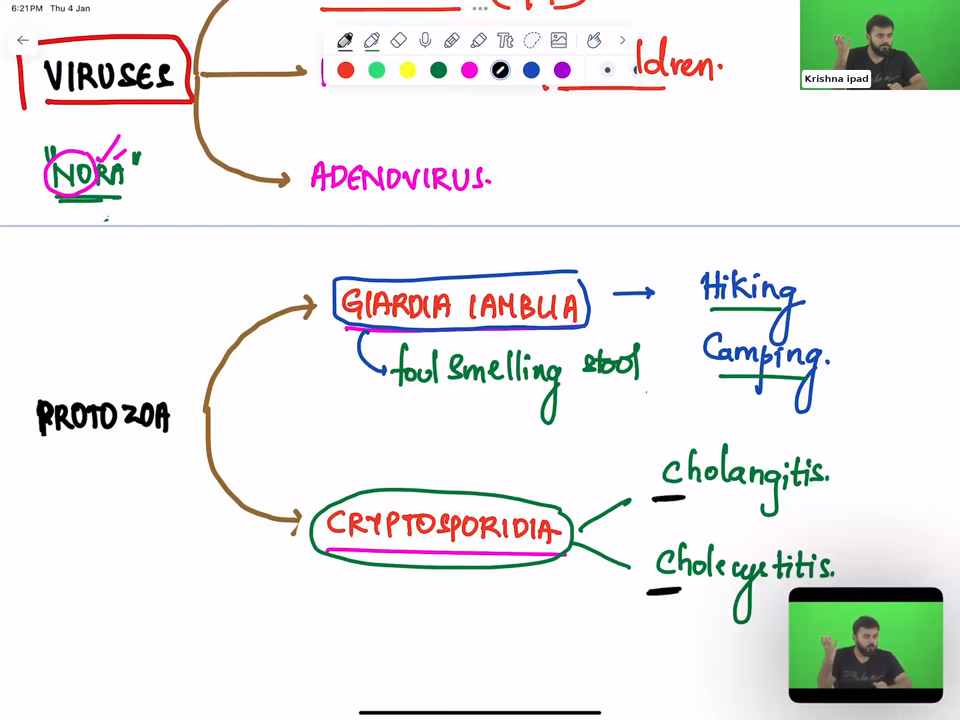 6:21 PM Thu 4 Jan
VIRUSES
ldren.
Krishna ipad
"NORA"
ADENOVIRUS.
GIARDIA LAMBLIA
Hiking
foul smelling stool
Camping.
PROTOZOA
Cholangitis.
CRYPTOSPORIDIA
Cholecystitis.